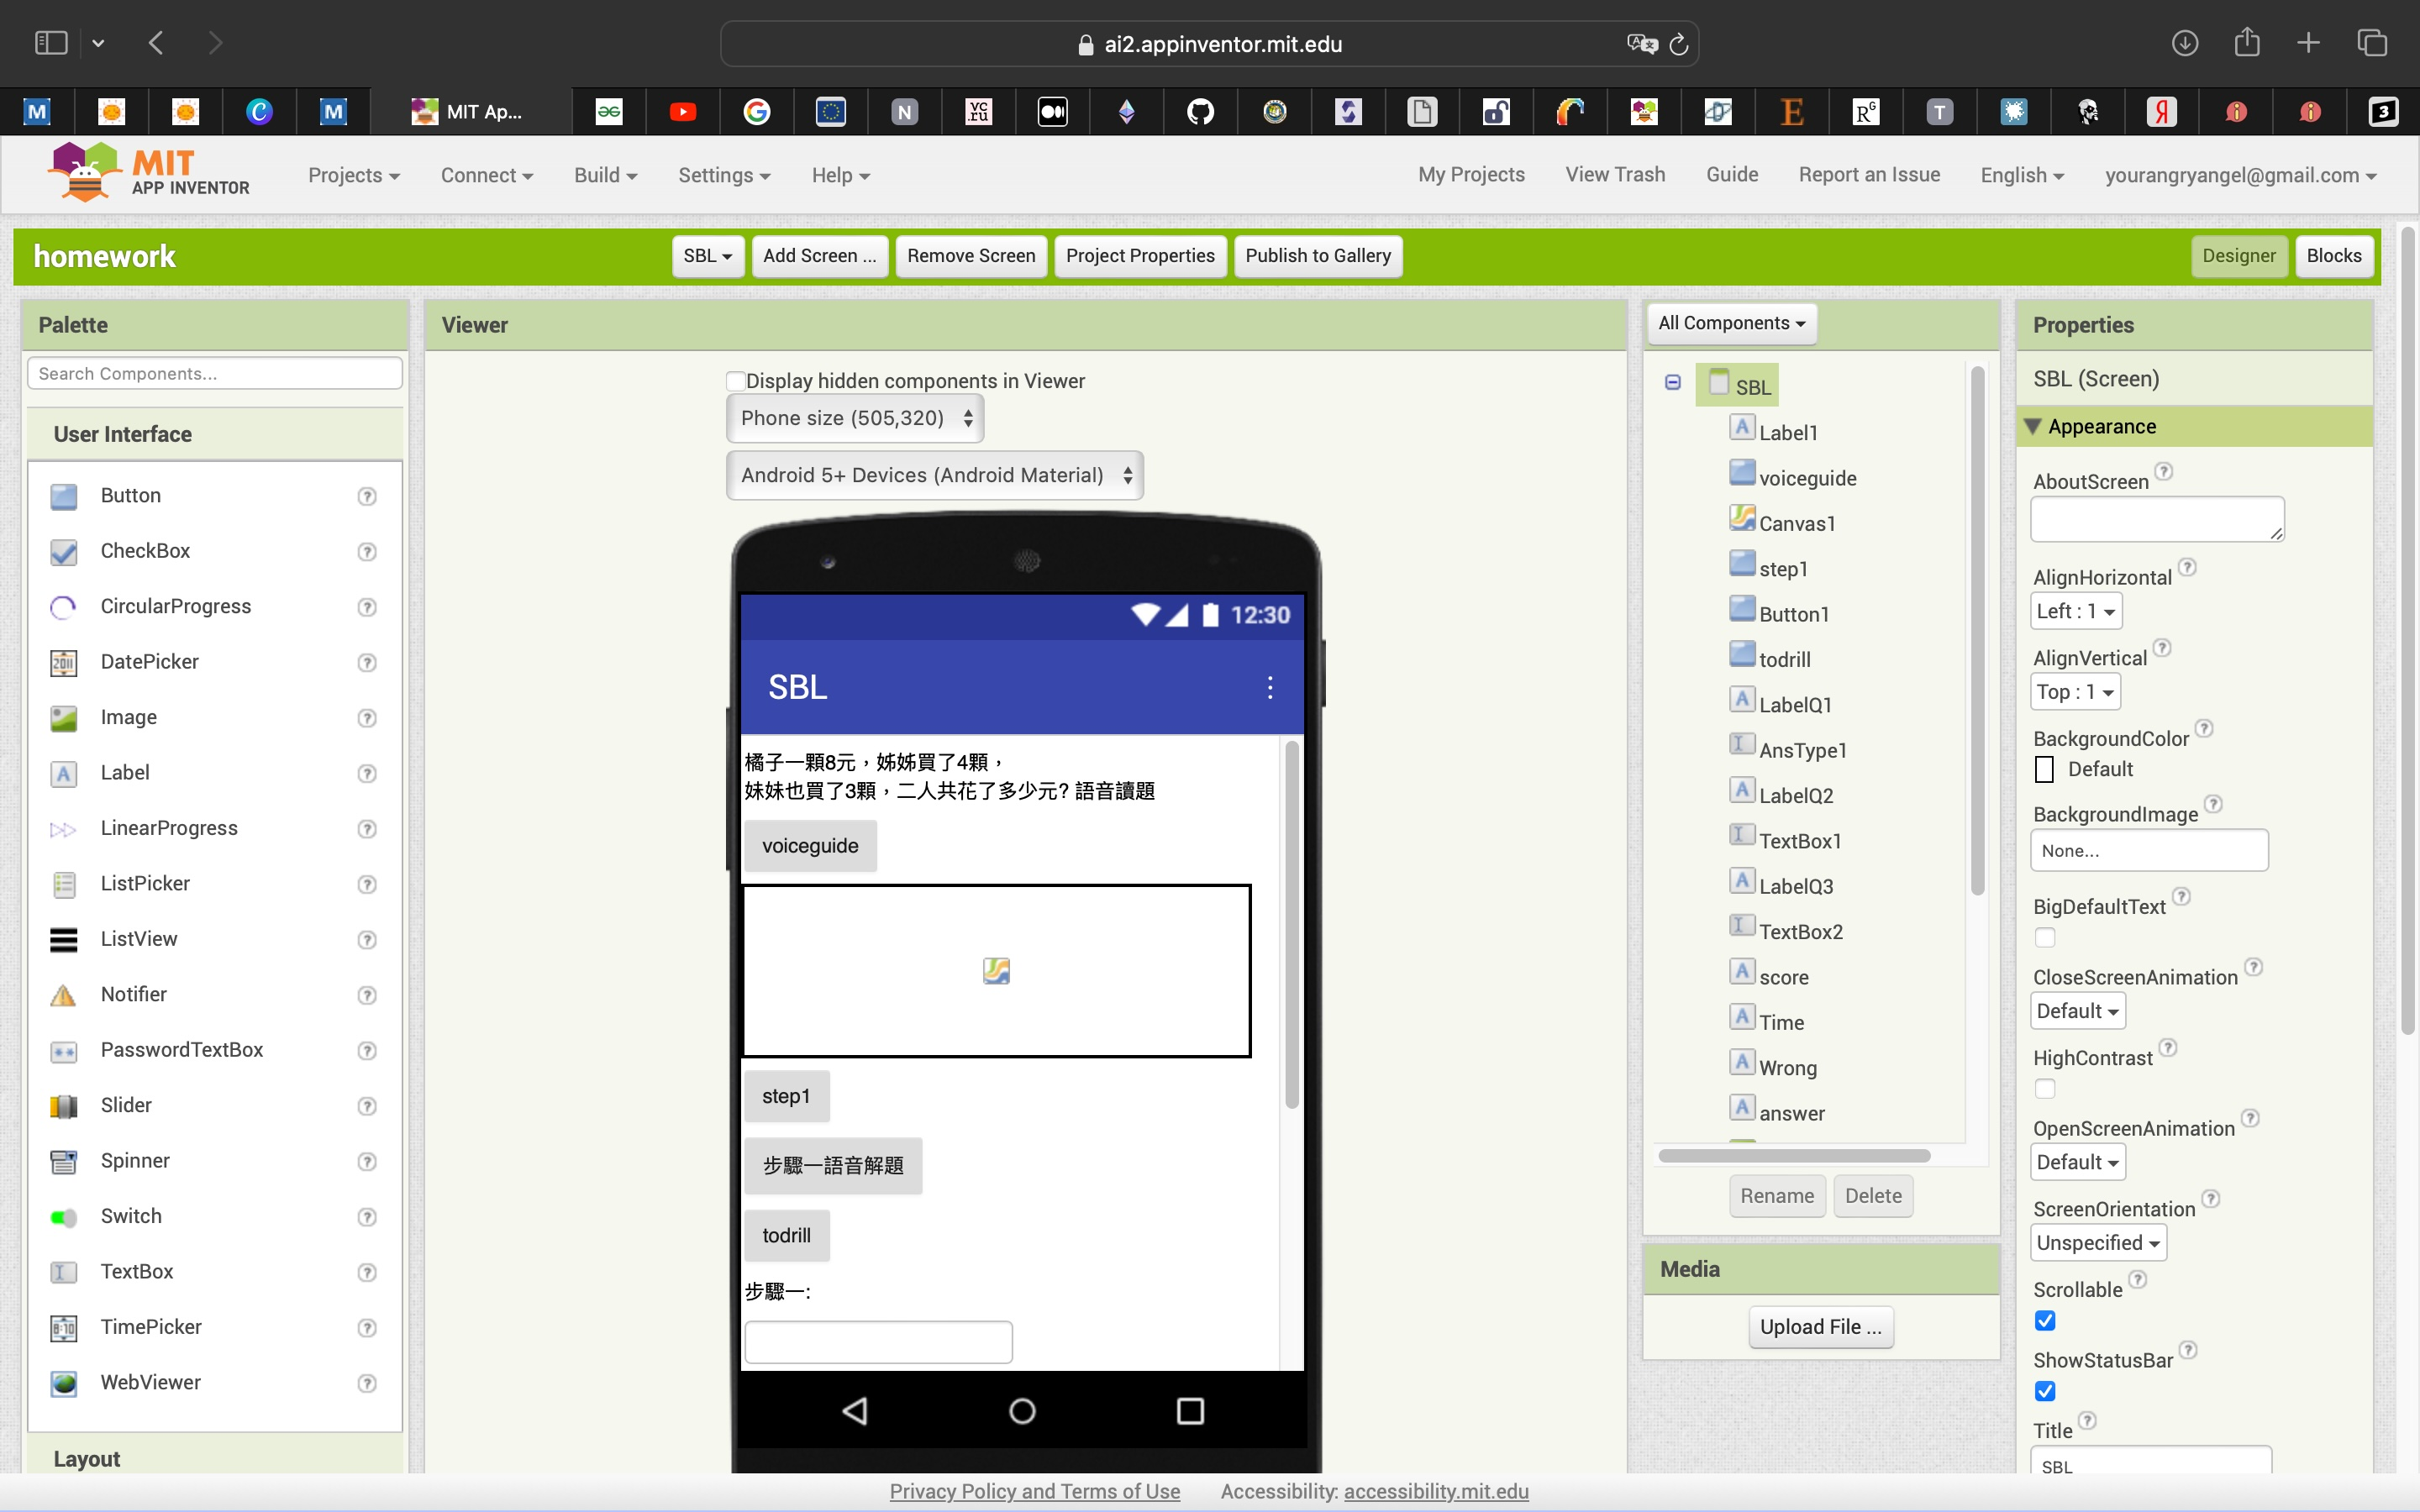 ai2.appinventor.mit.edu
MIT Ap...
MIT
APP INVENTOR
Projects
Connect
Build
Settings
Help
My Projects
View Trash
Guide
Report an Issue
English
yourangryangel@gmail.com
homework
SBL
Add Screen ...
Remove Screen
Project Properties
Publish to Gallery
Designer
Blocks
Palette
Search Components...
User Interface
Button
CheckBox
CircularProgress
DatePicker
Image
Label
LinearProgress
ListPicker
ListView
Notifier
PasswordTextBox
Slider
Spinner
Switch
TextBox
TimePicker
WebViewer
Layout
Viewer
Display hidden components in Viewer
Phone size (505,320)
Android 5+ Devices (Android Material)
12:30
SBL
橘子一顆8元，姊姊買了4顆，
妹妹也買了3顆，二人共花了多少元? 語音讀題
voiceguide
step1
步驟一語音解題
todrill
步驟一:
All Components
SBL
Label1
voiceguide
Canvas1
step1
Button1
todrill
LabelQ1
AnsType1
LabelQ2
TextBox1
LabelQ3
TextBox2
score
Time
Wrong
answer
Rename
Delete
Media
Upload File ...
Properties
SBL (Screen)
Appearance
AboutScreen
AlignHorizontal
Left : 1
AlignVertical
Top : 1
BackgroundColor
Default
BackgroundImage
None...
BigDefaultText
CloseScreenAnimation
Default
HighContrast
OpenScreenAnimation
Default
ScreenOrientation
Unspecified
Scrollable
ShowStatusBar
Title
SBL
Privacy Policy and Terms of Use
Accessibility: accessibility.mit.edu